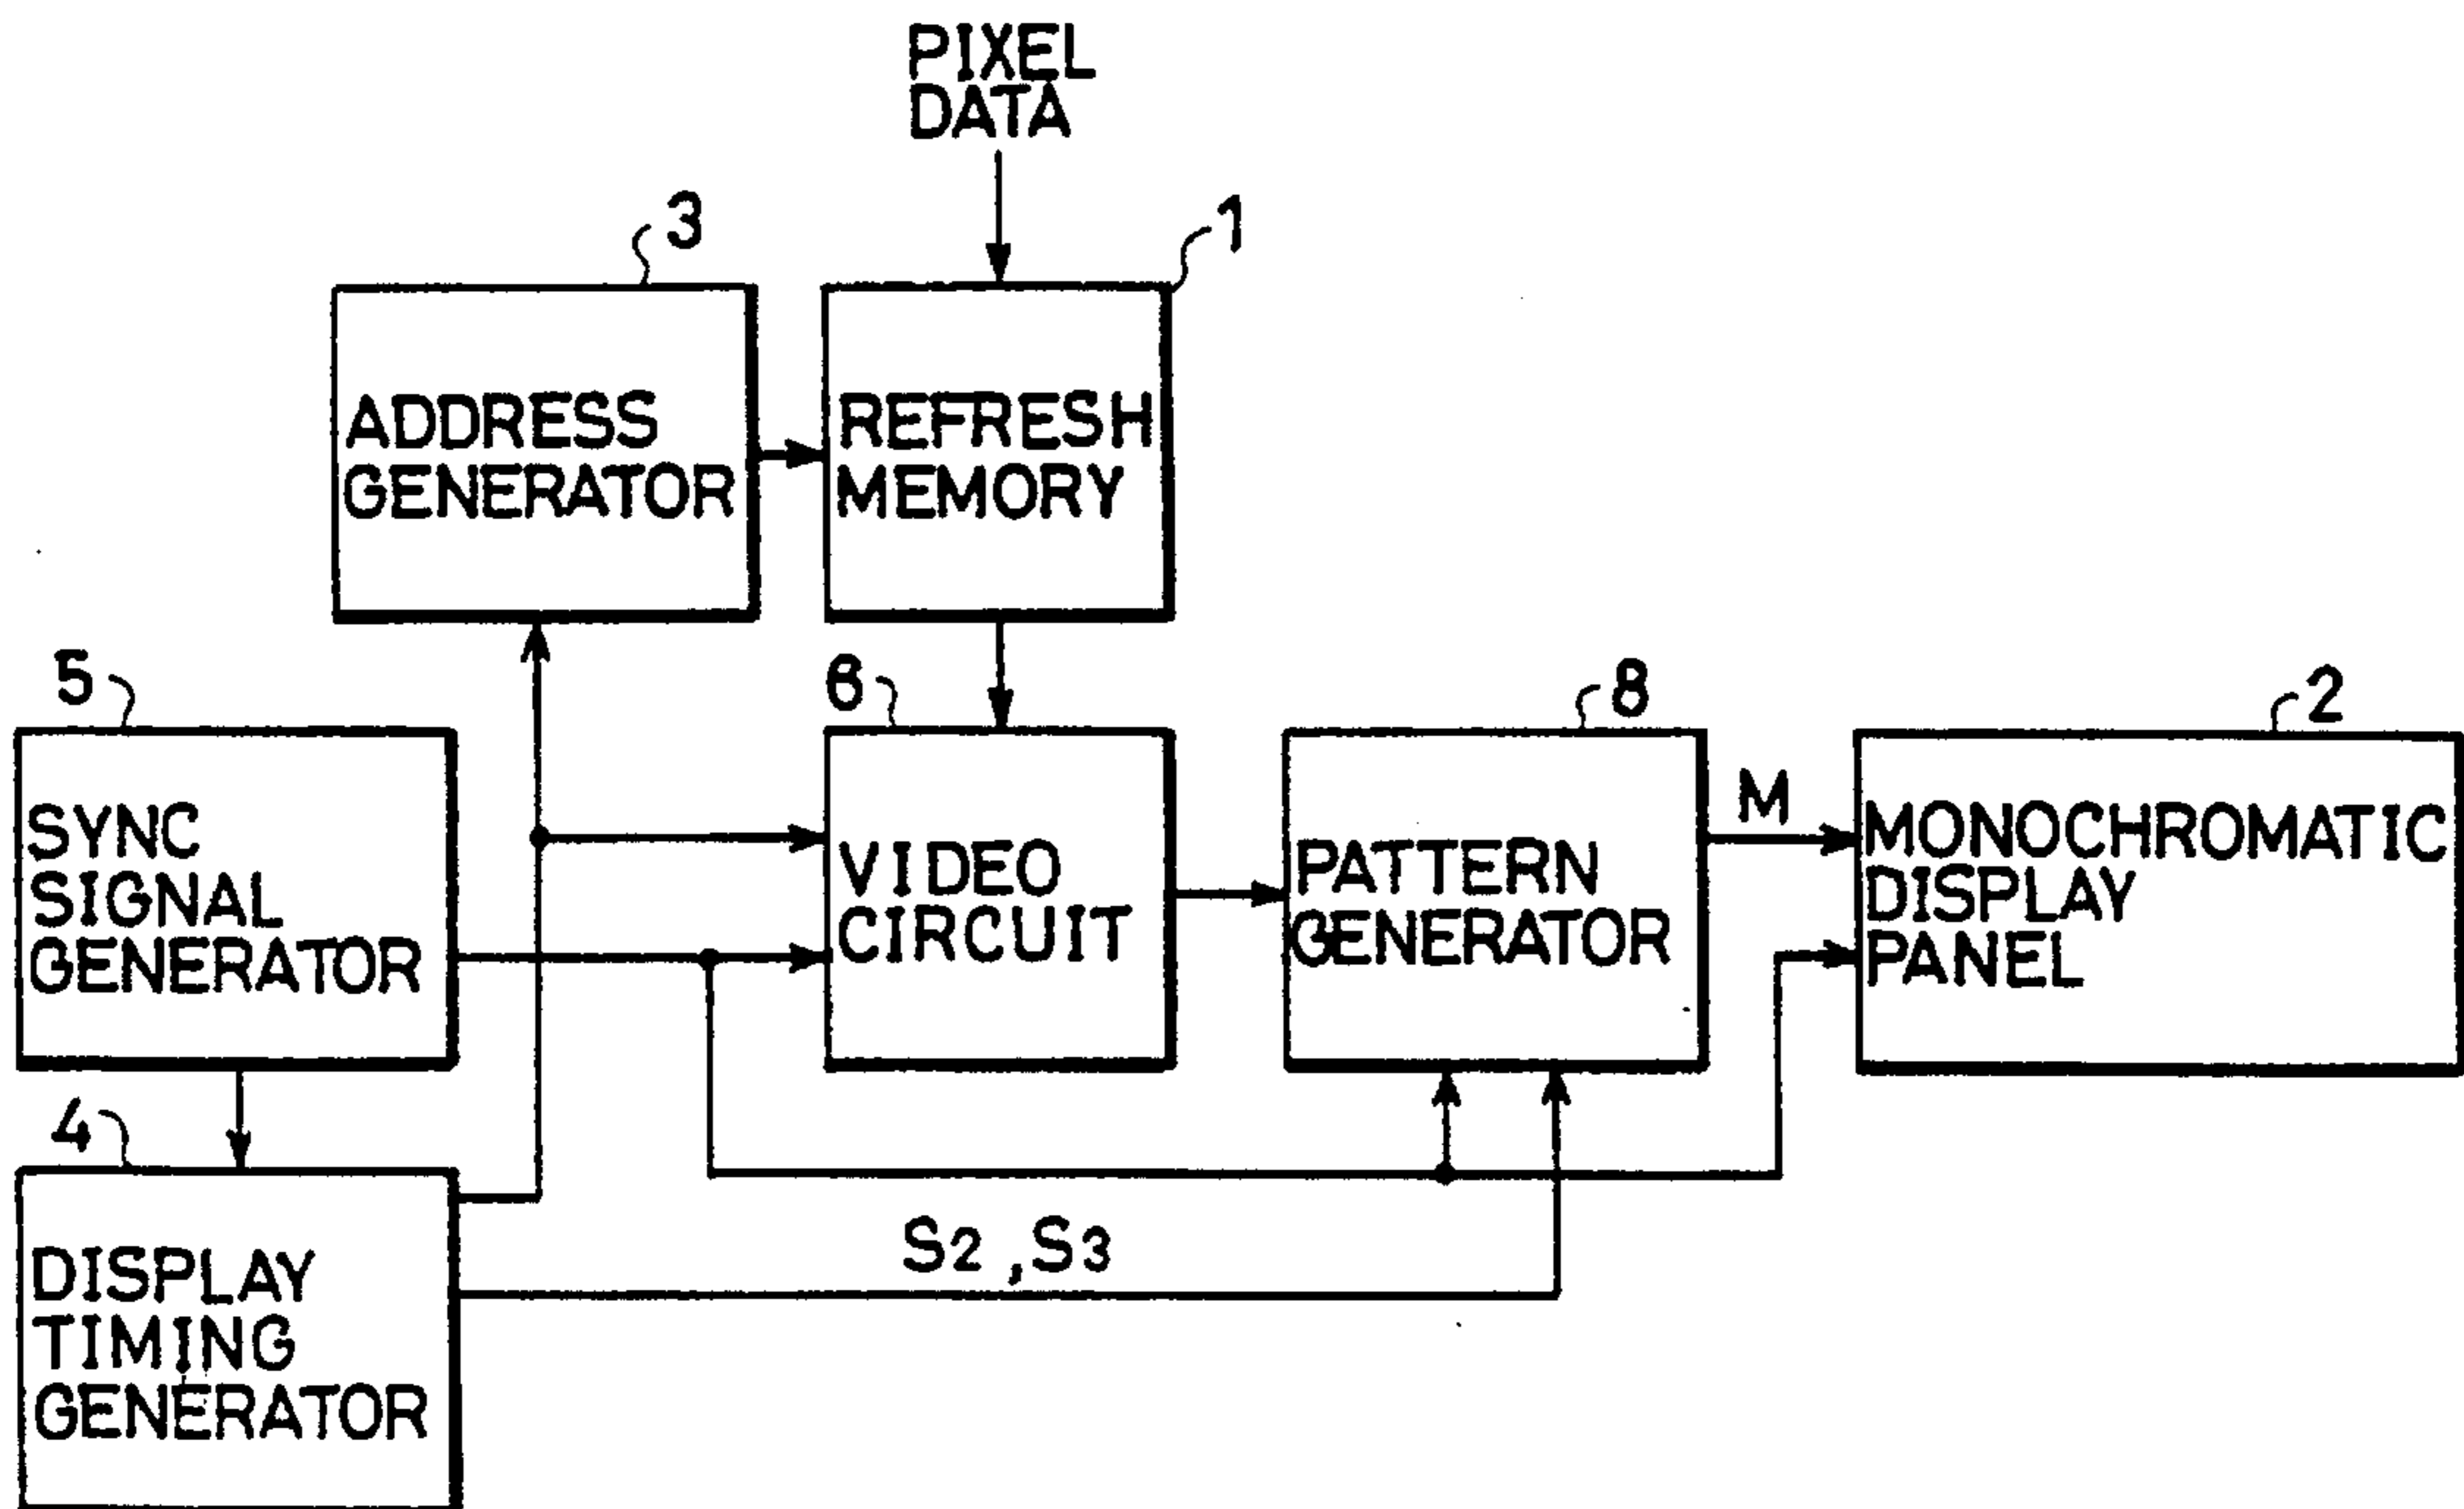 PIXEL
DATA
3
1
ADDRESS
GENERATOR
REFRESH
MEMORY
5
6
8
2
SYNC
SIGNAL
GENERATOR
VIDEO
CIRCUIT
PATTERN
GENERATOR
M
MONOCHROMATIC
DISPLAY
PANEL
4
S2 ,S3
DISPLAY
TIMING
GENERATOR